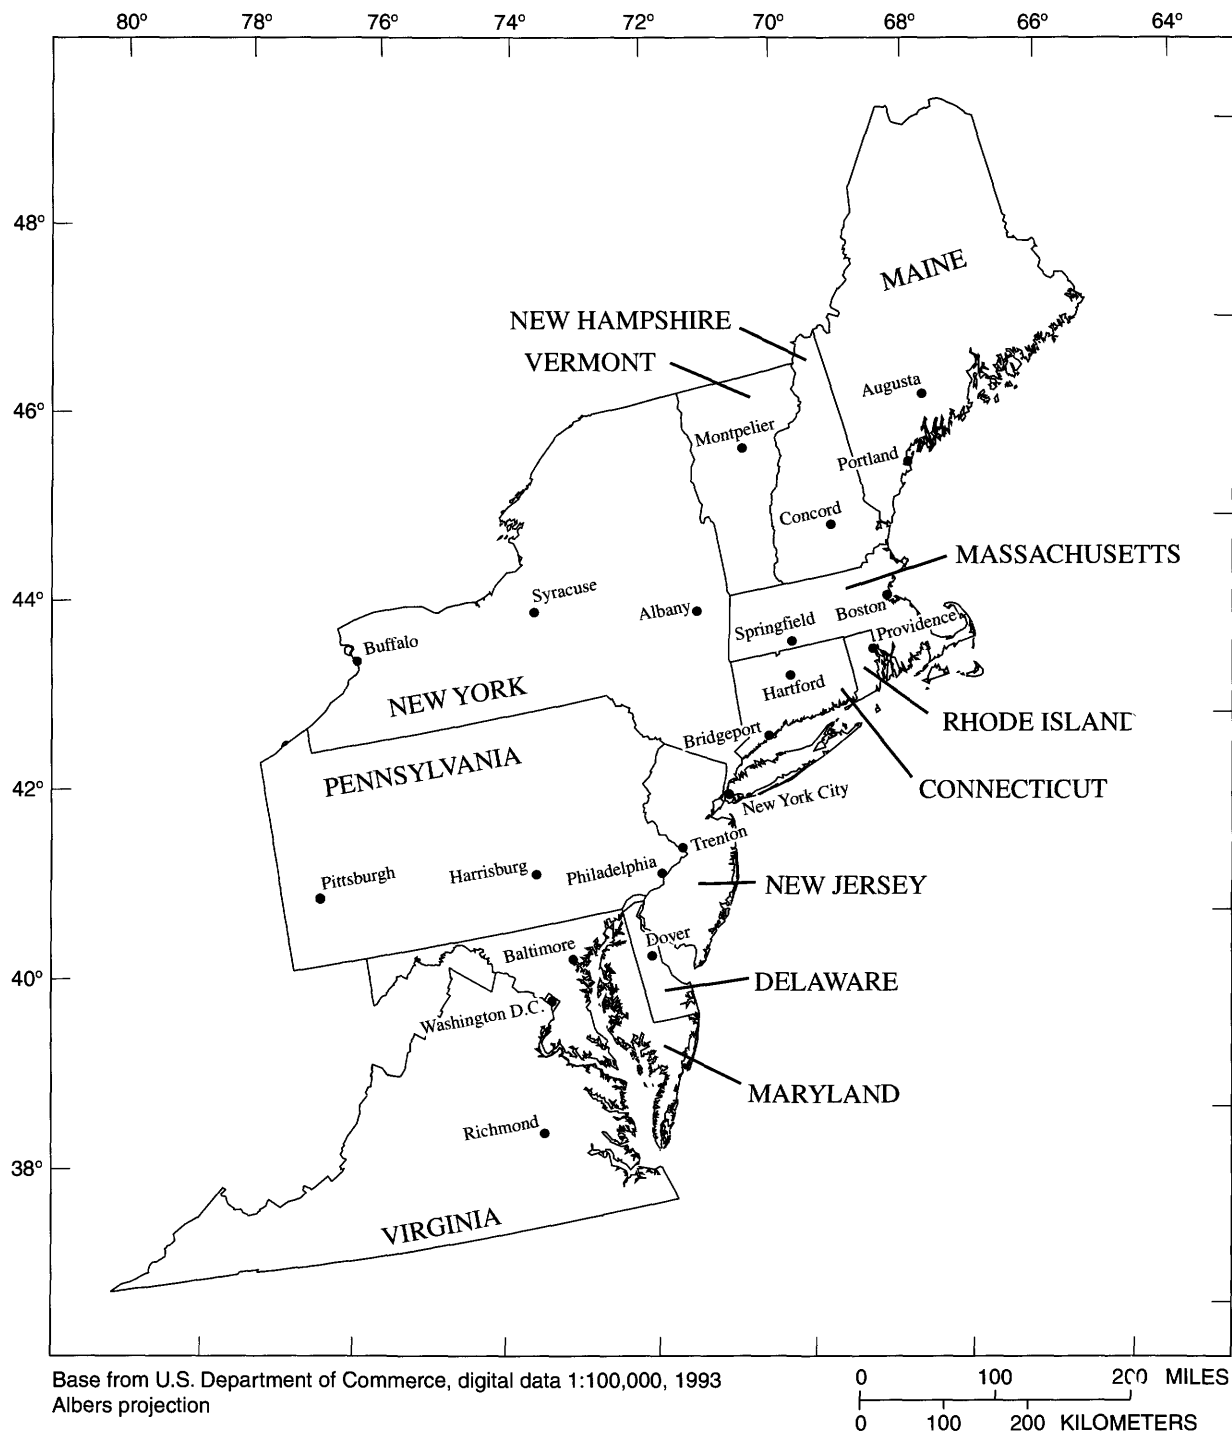 80° 78° 76° 74° 72° 70° 68° 66° 64°
48°
MAINE
NEW HAMPSHIRE
VERMONT
Augusta
46°
Montpelier
Portland
Concord
MASSACHUSETTS
44°
Syracuse
Albany
Springfield
Boston
Providence
Buffalo
Hartford
NEW YORK
RHODE ISLAND
Bridgeport
PENNSYLVANIA
42°
CONNECTICUT
New York City
Trenton
Pittsburgh
Harrisburg
Philadelphia
NEW JERSEY
Dover
Baltimore
40°
DELAWARE
Washington D.C.
MARYLAND
Richmond
38°
VIRGINIA
Base from U.S. Department of Commerce, digital data 1:100,000, 1993
Albers projection
0 100 200 MILES
0 100 200 KILOMETERS